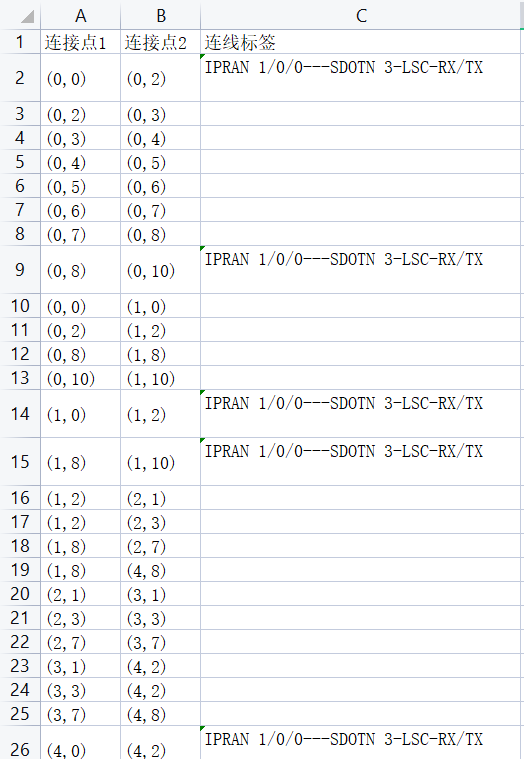 A B C
1 连接点1 连接点2 连线标签
2 (0,0) (0,2) IPRAN 1/0/0---SDOTN 3-LSC-RX/TX
3 (0,2) (0,3)
4 (0,3) (0,4)
5 (0,4) (0,5)
6 (0,5) (0,6)
7 (0,6) (0,7)
8 (0,7) (0,8)
9 (0,8) (0,10) IPRAN 1/0/0---SDOTN 3-LSC-RX/TX
10 (0,0) (1,0)
11 (0,2) (1,2)
12 (0,8) (1,8)
13 (0,10) (1,10)
14 (1,0) (1,2) IPRAN 1/0/0---SDOTN 3-LSC-RX/TX
15 (1,8) (1,10) IPRAN 1/0/0---SDOTN 3-LSC-RX/TX
16 (1,2) (2,1)
17 (1,2) (2,3)
18 (1,8) (2,7)
19 (1,8) (4,8)
20 (2,1) (3,1)
21 (2,3) (3,3)
22 (2,7) (3,7)
23 (3,1) (4,2)
24 (3,3) (4,2)
25 (3,7) (4,8)
26 (4,0) (4,2) IPRAN 1/0/0---SDOTN 3-LSC-RX/TX